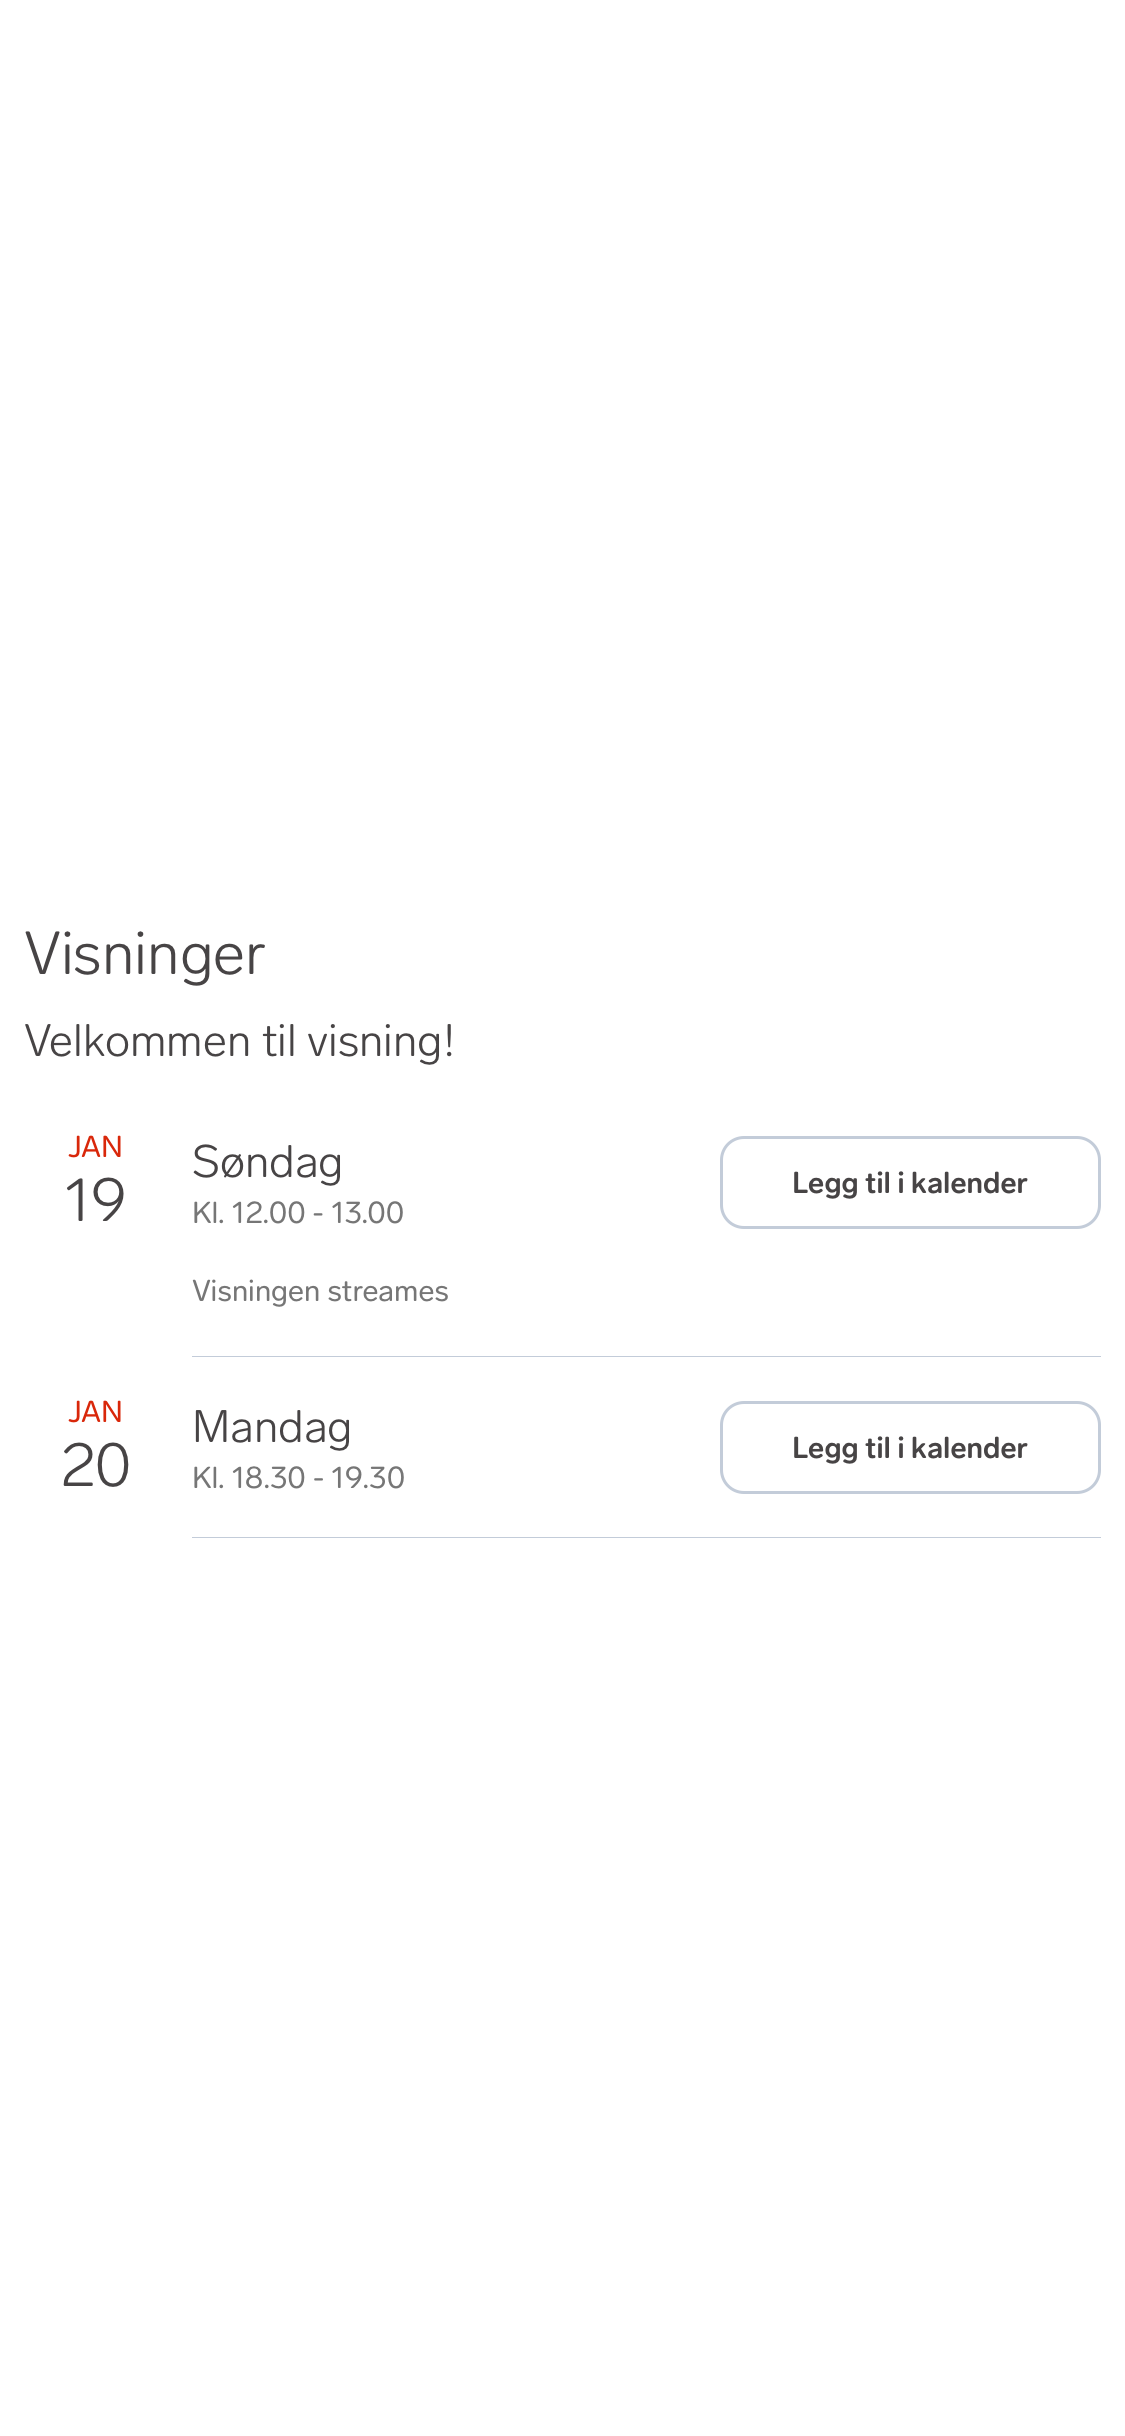 Visninger
Velkommen til visning!
JAN
19
Søndag
Kl. 12.00 - 13.00
Legg til i kalender
Visningen streames
JAN
20
Mandag
Kl. 18.30 - 19.30
Legg til i kalender